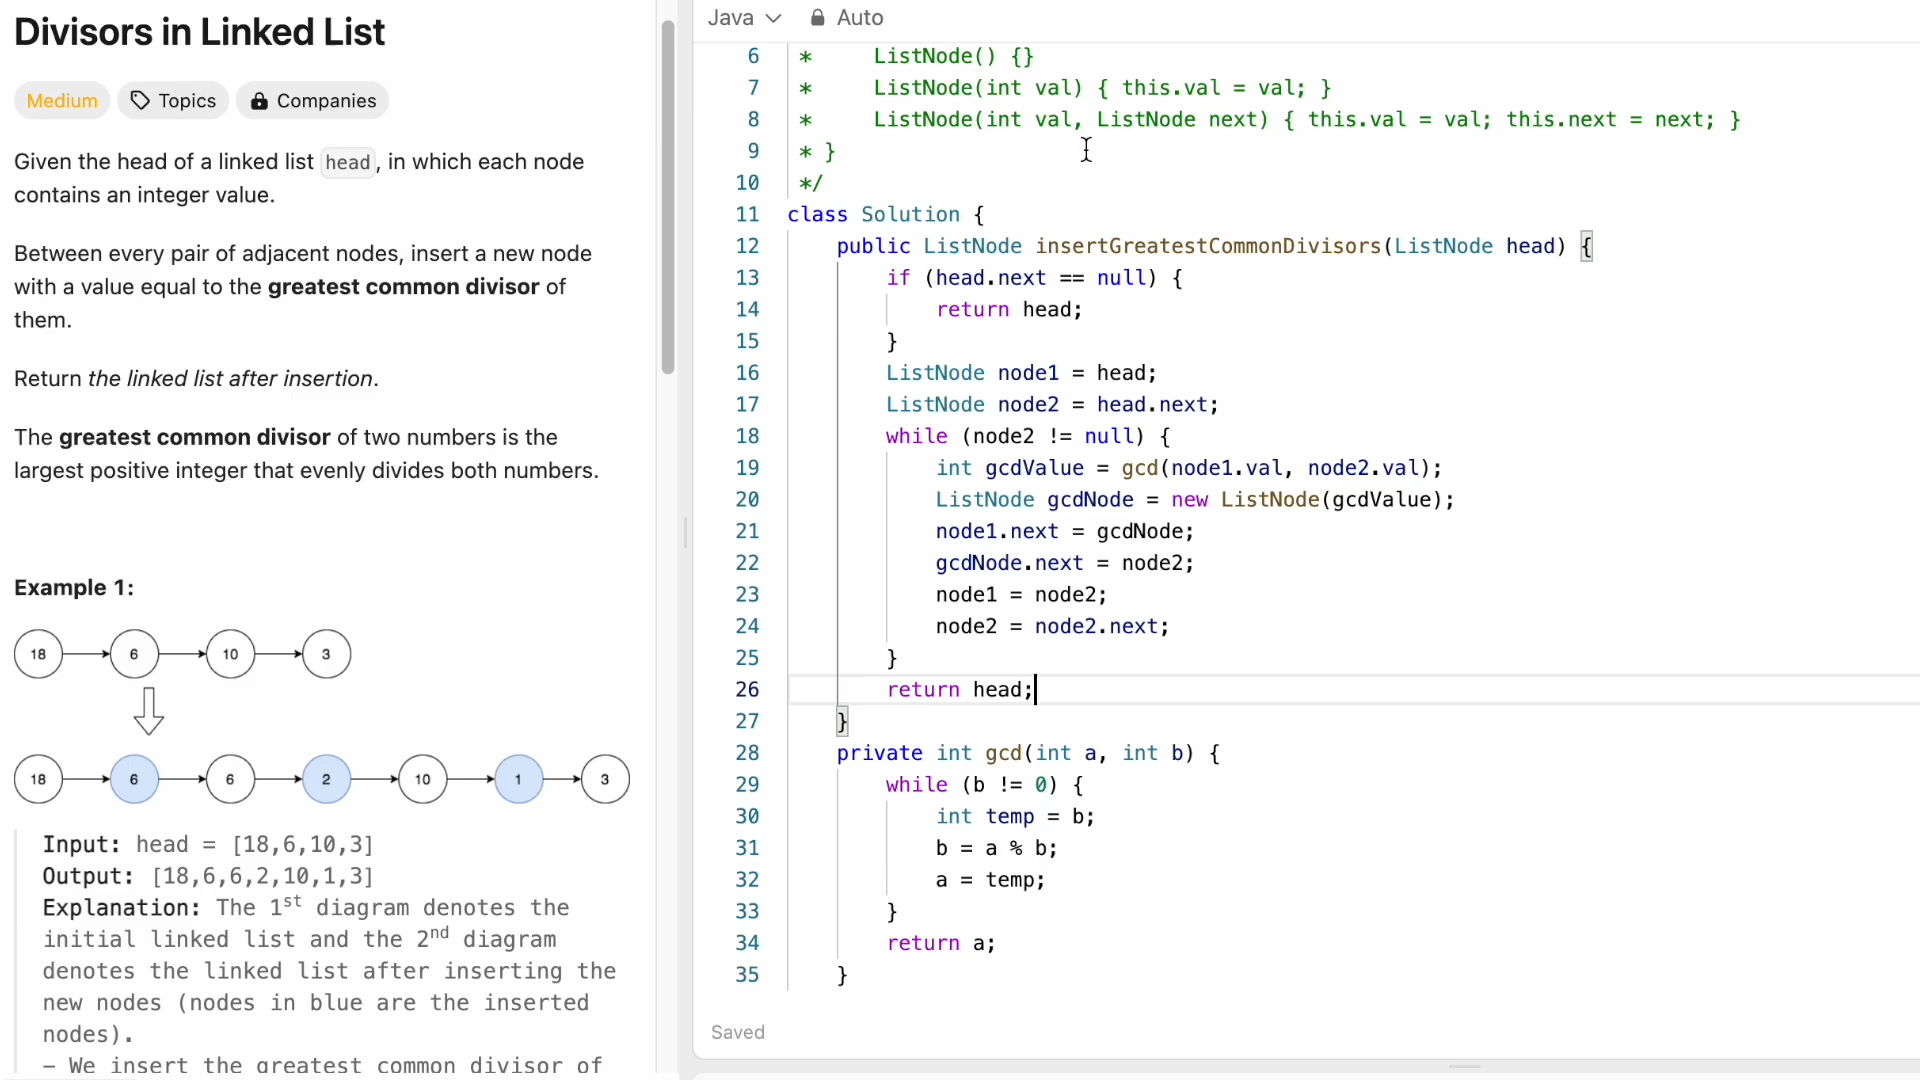 Divisors in Linked List
Medium Topics Companies
Given the head of a linked list head, in which each node
contains an integer value.
Between every pair of adjacent nodes, insert a new node
with a value equal to the greatest common divisor of
them.
Return the linked list after insertion.
The greatest common divisor of two numbers is the
largest positive integer that evenly divides both numbers.
Example 1:
18 6 10 3
18 6 6 2 10 1 3
Input: head = [18,6,10,3]
Output: [18,6,6,2,10,1,3]
Explanation: The 1st diagram denotes the
initial linked list and the 2nd diagram
denotes the linked list after inserting the
new nodes (nodes in blue are the inserted
nodes).
– We insert the greatest common divisor of
Java Auto
6 * ListNode() {}
7 * ListNode(int val) { this.val = val; }
8 * ListNode(int val, ListNode next) { this.val = val; this.next = next; }
9 * }
10 */
11 class Solution {
12 public ListNode insertGreatestCommonDivisors(ListNode head) {
13 if (head.next == null) {
14 return head;
15 }
16 ListNode node1 = head;
17 ListNode node2 = head.next;
18 while (node2 != null) {
19 int gcdValue = gcd(node1.val, node2.val);
20 ListNode gcdNode = new ListNode(gcdValue);
21 node1.next = gcdNode;
22 gcdNode.next = node2;
23 node1 = node2;
24 node2 = node2.next;
25 }
26 return head;
27 }
28 private int gcd(int a, int b) {
29 while (b != 0) {
30 int temp = b;
31 b = a % b;
32 a = temp;
33 }
34 return a;
35 }
Saved